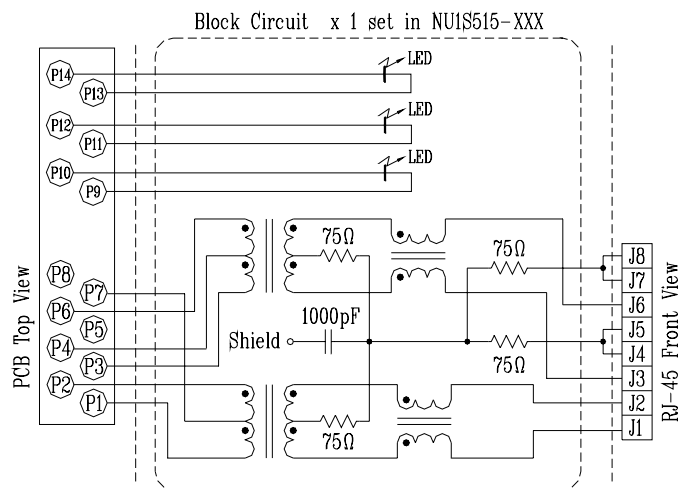 Block Circuit x 1 set in NU1S515-XXX
P14
LED
P13
P12
LED
P11
P10
LED
P9
75Ω
75Ω
P8
J8
P7
J7
P6
J6
1000pF
P5
J5
Shield
P4
J4
P3
75Ω
J3
P2
J2
P1
J1
75Ω
PCB Top View
RJ-45 Front View